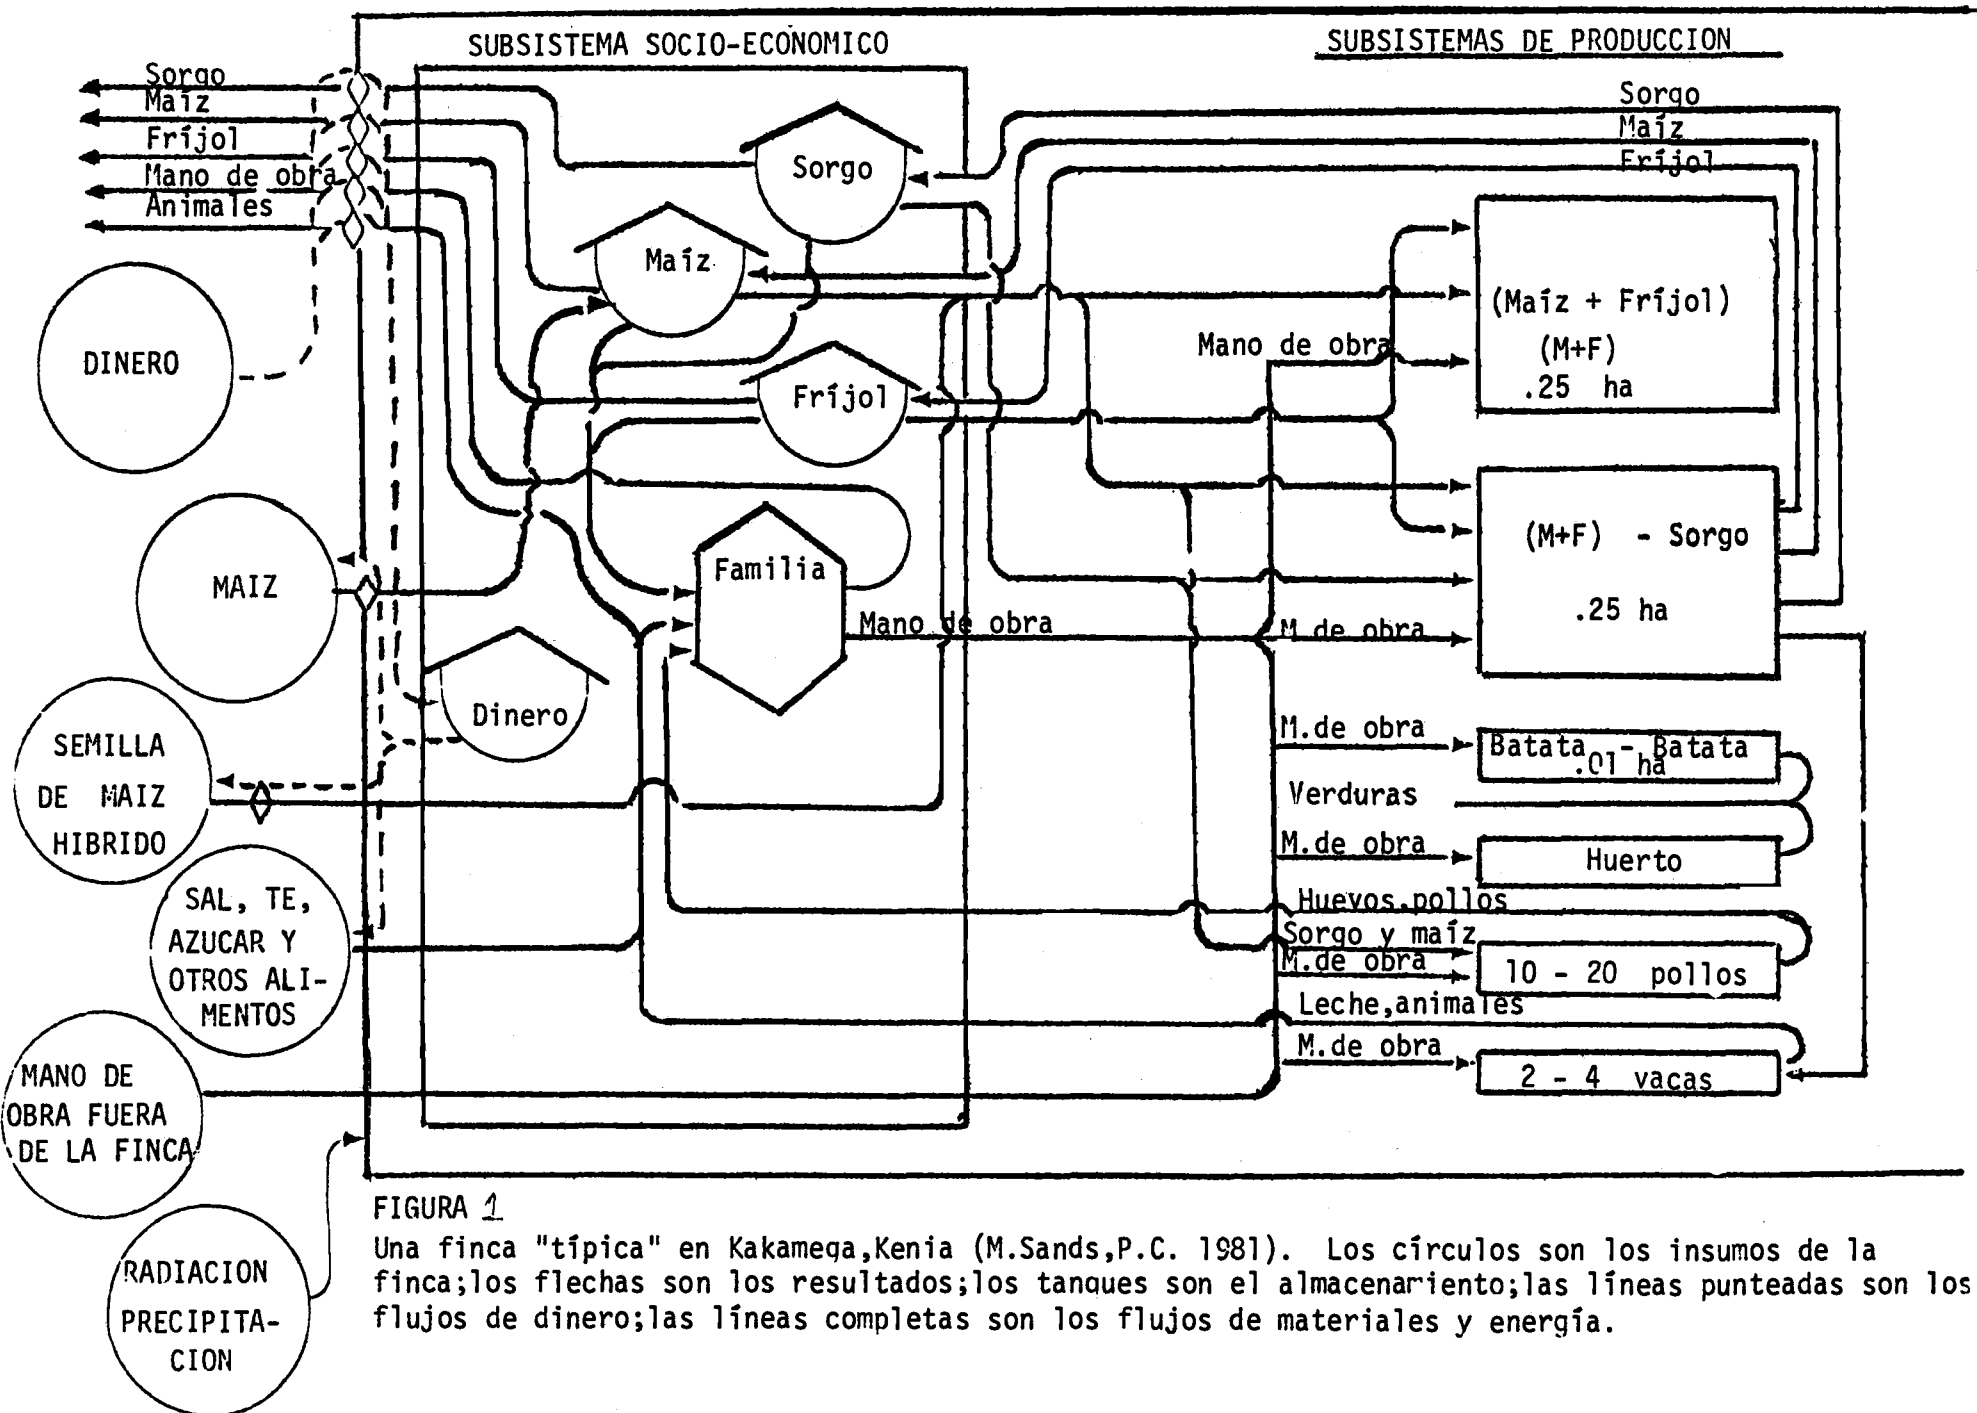 SUBSISTEMA SOCIO-ECONOMICO
SUBSISTEMAS DE PRODUCCION
Sorgo
Maíz
Fríjol
Mano de obra
Animales
Sorgo
Maíz
Fríjol
Sorgo
Maíz
Fríjol
Familia
Dinero
Mano de obra
Mano de obra
M.de obra
(Maíz + Fríjol)
(M+F)
.25 ha
(M+F) - Sorgo
.25 ha
M.de obra
Batata - Batata
.01 ha
Verduras
M.de obra
Huerto
Huevos,pollos
Sorgo y maíz
M.de obra
10 - 20 pollos
Leche,animales
M.de obra
2 - 4 vacas
DINERO
MAIZ
SEMILLA
DE MAIZ
HIBRIDO
SAL, TE,
AZUCAR Y
OTROS ALI-
MENTOS
MANO DE
OBRA FUERA
DE LA FINCA
RADIACION
PRECIPITA-
CION
FIGURA 1
Una finca "típica" en Kakamega,Kenia (M.Sands,P.C. 1981). Los círculos son los insumos de la
finca;los flechas son los resultados;los tanques son el almacenariento;las líneas punteadas son los
flujos de dinero;las líneas completas son los flujos de materiales y energía.